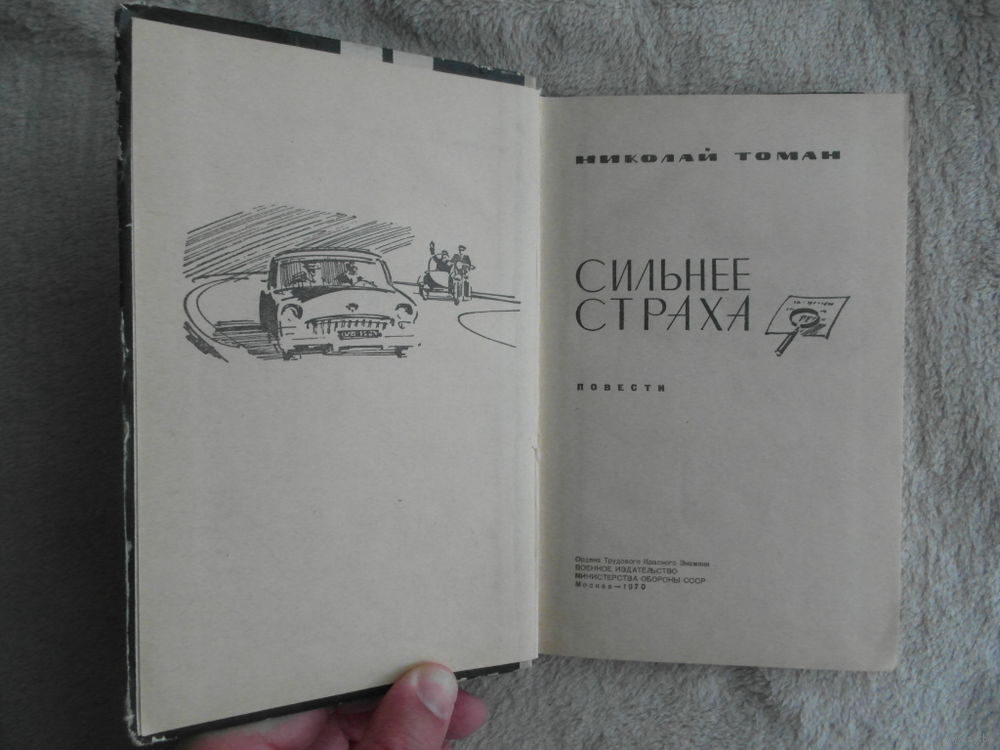 НИКОЛАЙ ТОМАН
СИЛЬНЕЕ
СТРАХА
ПОВЕСТИ
Ордена Трудового Красного Знамени
ВОЕННОЕ ИЗДАТЕЛЬСТВО
МИНИСТЕРСТВА ОБОРОНЫ СССР
Москва—1970